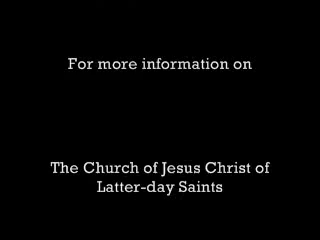 For more information on
The Church of Jesus Christ of
Latter-day Saints